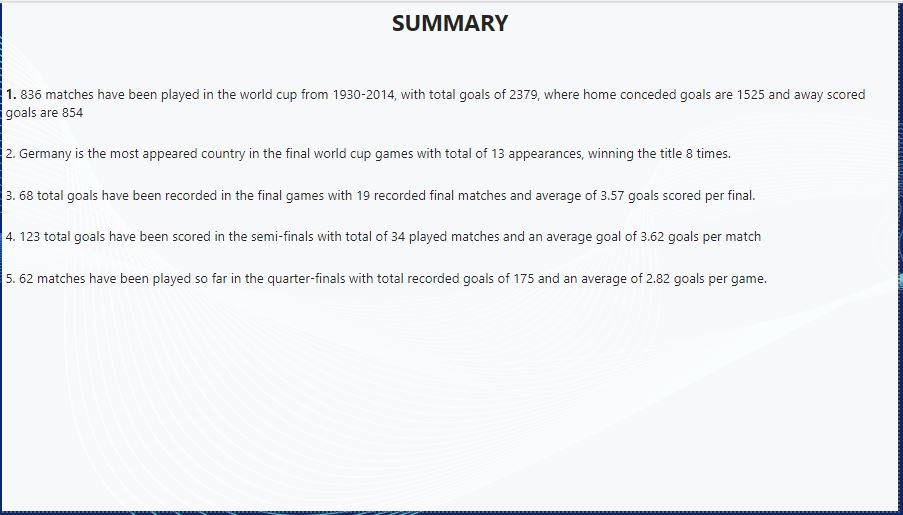 SUMMARY
1. 836 matches have been played in the world cup from 1930-2014, with total goals of 2379, where home conceded goals are 1525 and away scored
goals are 854
2. Germany is the most appeared country in the final world cup games with total of 13 appearances, winning the title 8 times.
3. 68 total goals have been recorded in the final games with 19 recorded final matches and average of 3.57 goals scored per final.
4. 123 total goals have been scored in the semi-finals with total of 34 played matches and an average goal of 3.62 goals per match
5. 62 matches have been played so far in the quarter-finals with total recorded goals of 175 and an average of 2.82 goals per game.